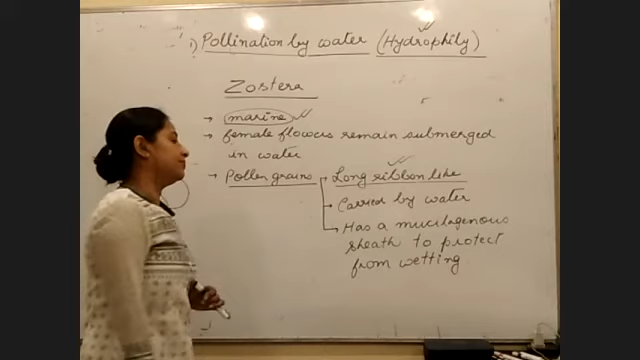 1) Pollination by water (Hydrophily)
Zostera
→ marine
→ female flowers remain submerged
in water
→ Pollen grains → Long ribbon like
→ Carried by water
→ Has a mucilagenous
sheath to protect
from wetting